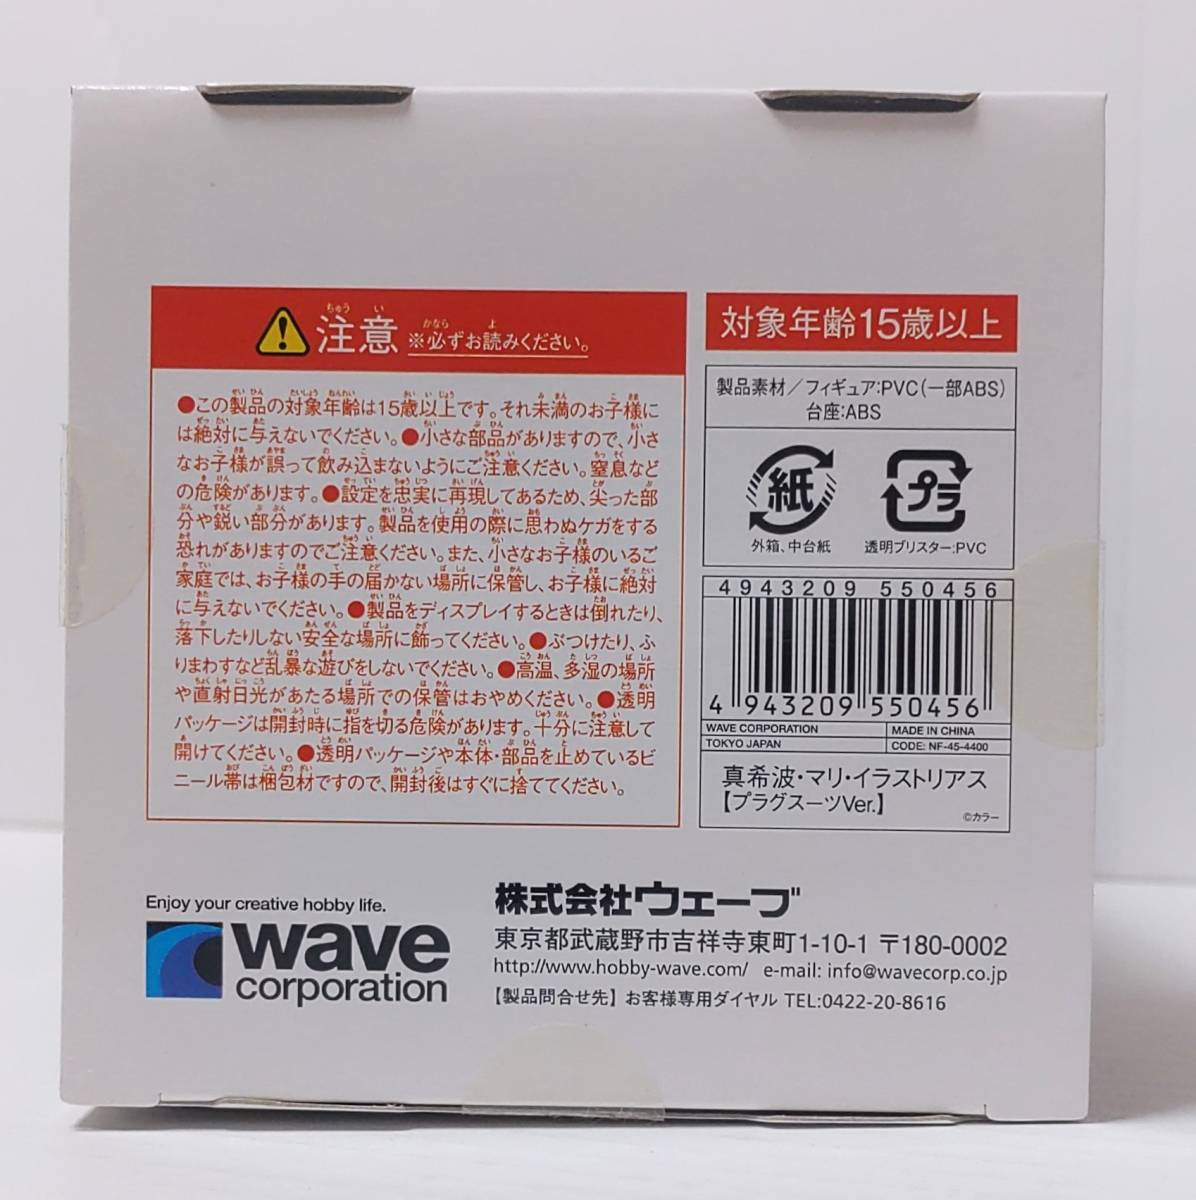 注意 ※必ずお読みください。
●この製品の対象年齢は15歳以上です。それ未満のお子様に
は絶対に与えないでください。●小さな部品がありますので、小さ
なお子様が誤って飲み込まないようにご注意ください。窒息など
の危険があります。●設定を忠実に再現してあるため、尖った部
分や鋭い部分があります。製品を使用の際に思わぬケガをする
恐れがありますのでご注意ください。また、小さなお子様のいるご
家庭では、お子様の手の届かない場所に保管し、お子様に絶対
に与えないでください。●製品をディスプレイするときは倒れたり、
落下したりしない安全な場所に飾ってください。●ぶつけたり、ふ
りまわすなど乱暴な遊びをしないでください。●高温、多湿の場所
や直射日光があたる場所での保管はおやめください。●透明
パッケージは開封時に指を切る危険があります。十分に注意して
開けてください。●透明パッケージや本体・部品を止めているビ
ニール帯は梱包材ですので、開封後はすぐに捨ててください。
対象年齢15歳以上
製品素材/フィギュア:PVC(一部ABS)
台座:ABS
紙
外箱、中台紙
プラ
透明ブリスター:PVC
4943209 550456
4 943209 550456
WAVE CORPORATION
TOKYO JAPAN
MADE IN CHINA
CODE: NF-45-4400
真希波・マリ・イラストリアス
【プラグスーツVer.】
©カラー
Enjoy your creative hobby life.
wave
corporation
株式会社ウェーブ
東京都武蔵野市吉祥寺東町1-10-1 〒180-0002
http://www.hobby-wave.com/ e-mail: info@wavecorp.co.jp
【製品問合せ先】お客様専用ダイヤル TEL:0422-20-8616